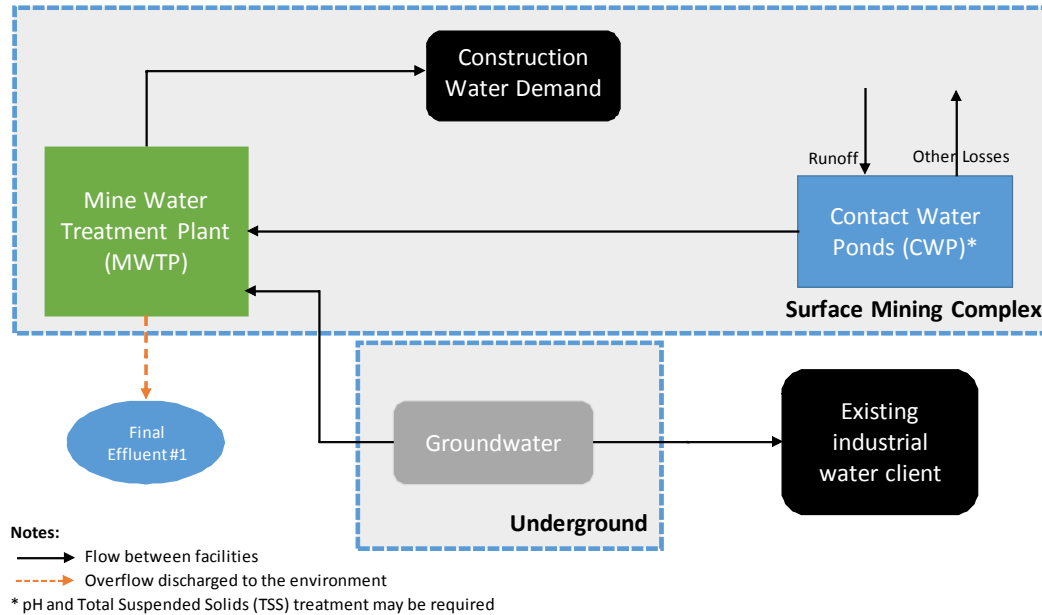 Construction
Water Demand
Runoff
Other Losses
Mine Water
Treatment Plant
(MWTP)
Contact Water
Ponds (CWP)*
Surface Mining Complex
Final
Effluent #1
Groundwater
Existing
industrial
water client
Underground
Notes:
Flow between facilities
Overflow discharged to the environment
* pH and Total Suspended Solids (TSS) treatment may be required